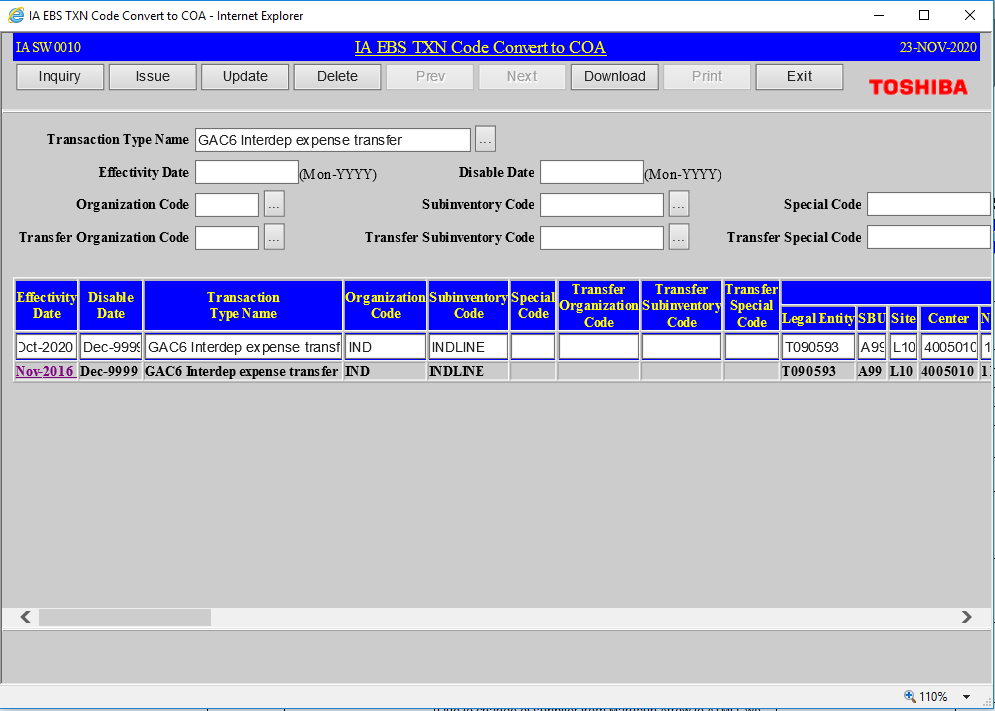 IA EBS TXN Code Convert to COA - Internet Explorer
IASW0010 IA EBS TXN Code Convert to COA 23-NOV-2020
Inquiry Issue Update Delete Prev Next Download Print Exit
TOSHIBA
Transaction Type Name GAC6 Interdep expense transfer ...
Effectivity Date (Mon-YYYY) Disable Date (Mon-YYYY)
Organization Code ... Subinventory Code ... Special Code
Transfer Organization Code ... Transfer Subinventory Code ... Transfer Special Code
Effectivity Date Disable Date Transaction Type Name Organization Code Subinventory Code Special Code Transfer Organization Code Transfer Subinventory Code Transfer Special Code
Legal Entity SBU Site Center N
Oct-2020 Dec-9999 GAC6 Interdep expense transf IND INDLINE T090593 A99 L10 4005010 1
Nov-2016 Dec-9999 GAC6 Interdep expense transfer IND INDLINE T090593 A99 L10 4005010
110%